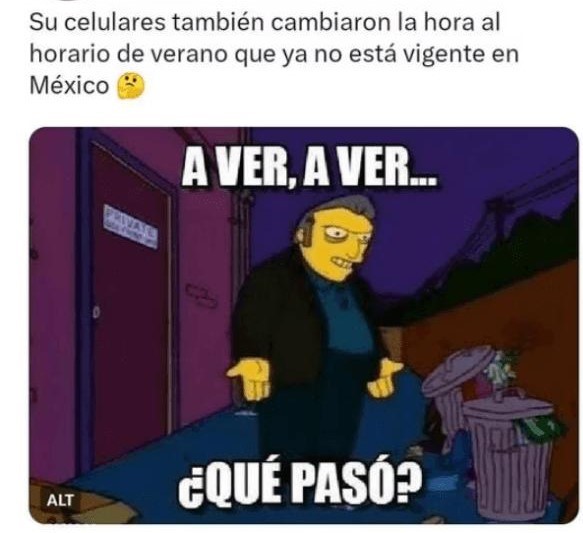 Su celulares también cambiaron la hora al
horario de verano que ya no está vigente en
México 🤔
A VER, A VER...
PRIVATE
¿QUÉ PASÓ?
ALT